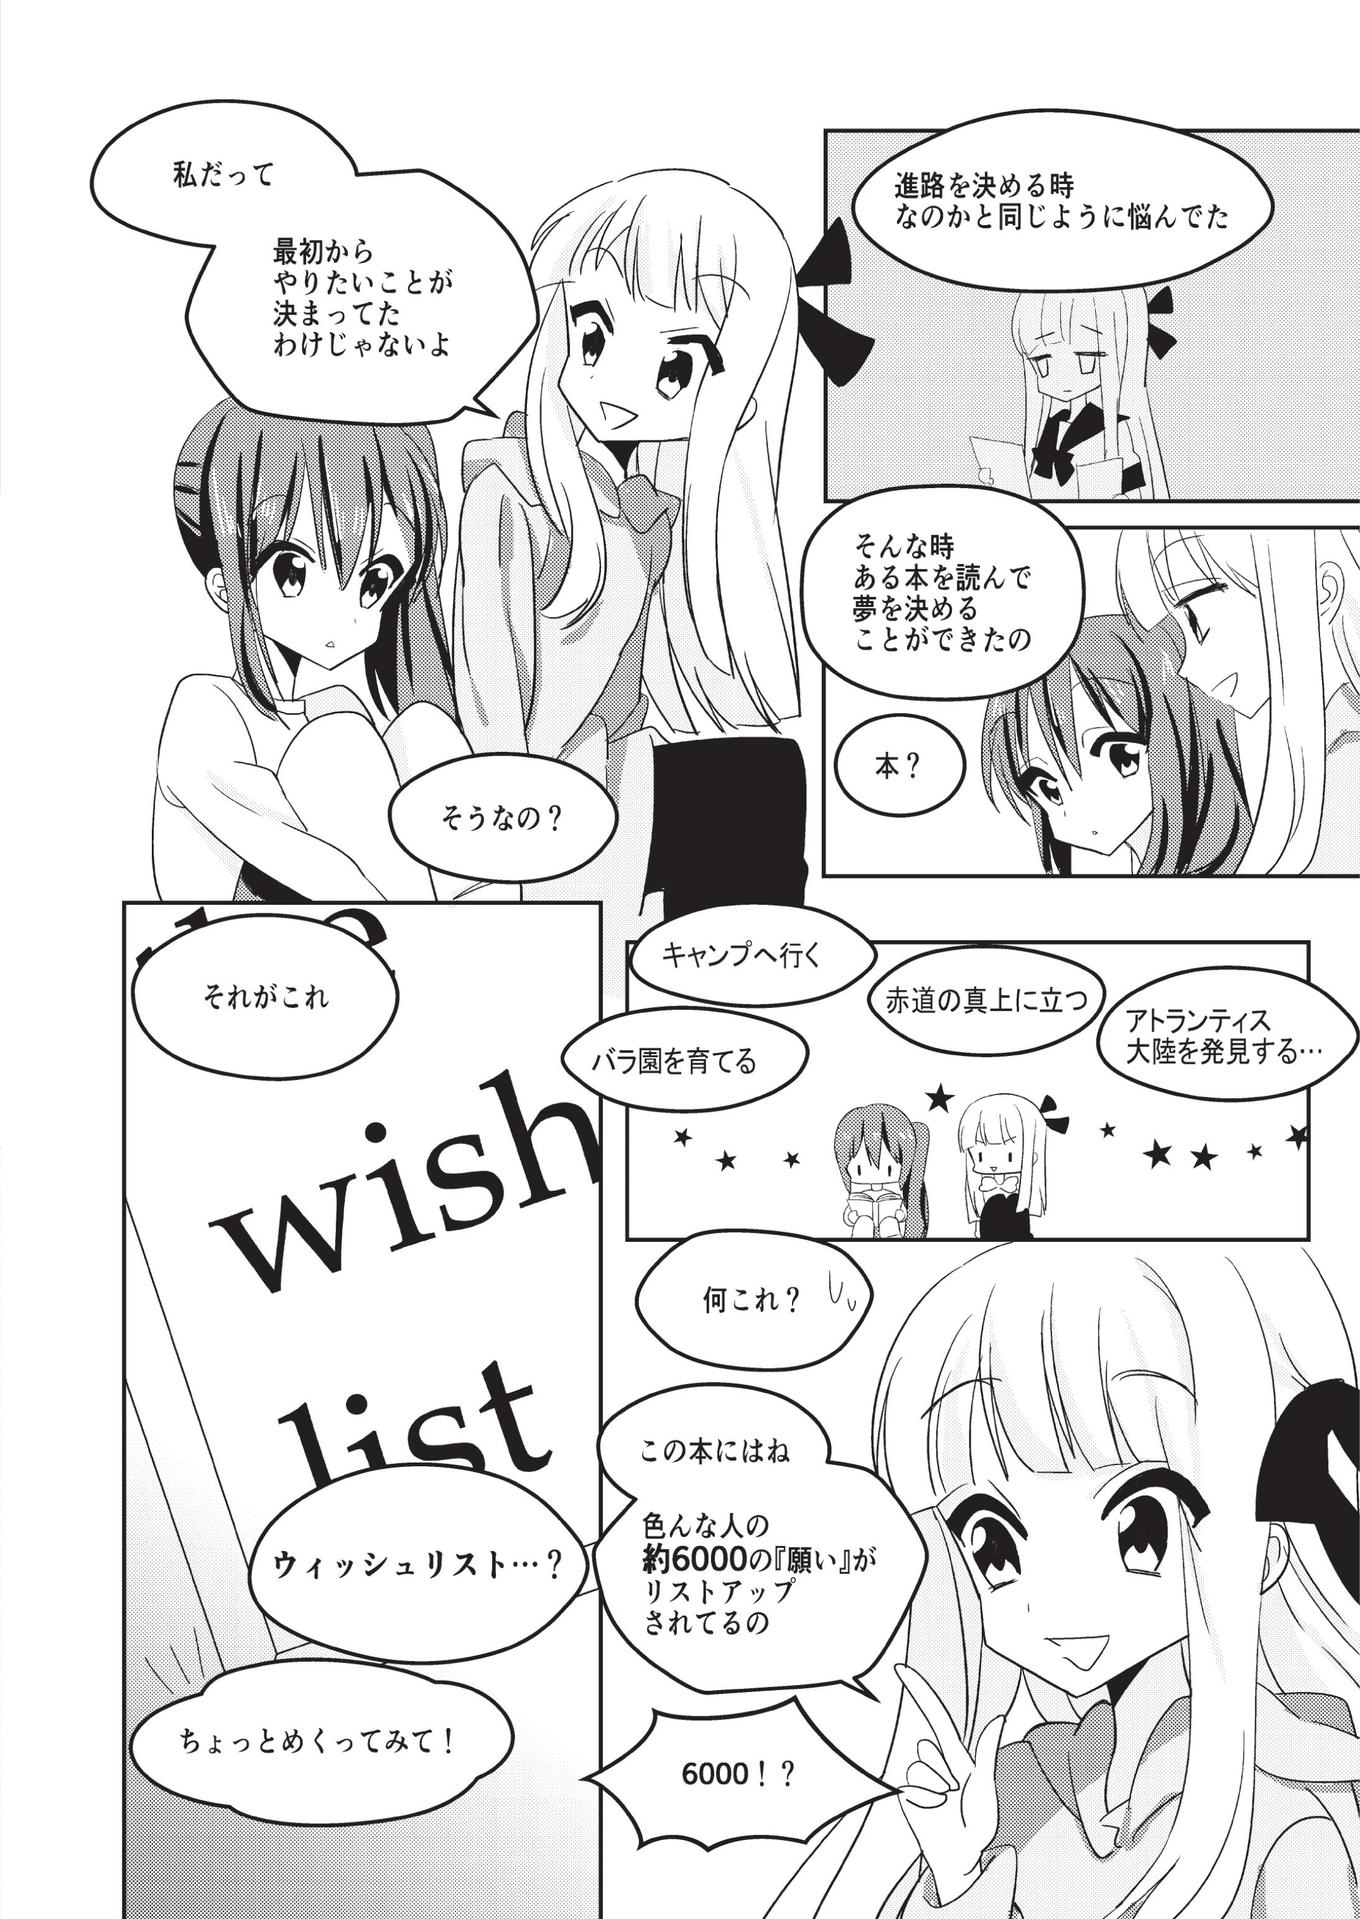 私だって
最初から
やりたいことが
決まってた
わけじゃないよ
そうなの？
進路を決める時
なのかと同じように悩んでた
そんな時
ある本を読んで
夢を決める
ことができたの
本？
それがこれ
wish
list
ウィッシュリスト…？
ちょっとめくってみて！
キャンプへ行く
バラ園を育てる
赤道の真上に立つ
アトランティス
大陸を発見する…
何これ？
この本にはね
色んな人の
約6000の『願い』が
リストアップ
されてるの
6000！？